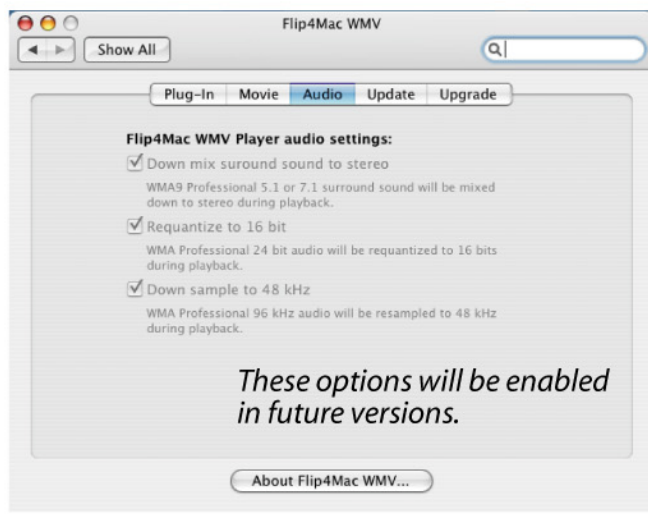 Flip4Mac WMV
Show All
Plug-In Movie Audio Update Upgrade
Flip4Mac WMV Player audio settings:
Down mix suround sound to stereo
WMA9 Professional 5.1 or 7.1 surround sound will be mixed
down to stereo during playback.
Requantize to 16 bit
WMA Professional 24 bit audio will be requantized to 16 bits
during playback.
Down sample to 48 kHz
WMA Professional 96 kHz audio will be resampled to 48 kHz
during playback.
These options will be enabled
in future versions.
About Flip4Mac WMV...